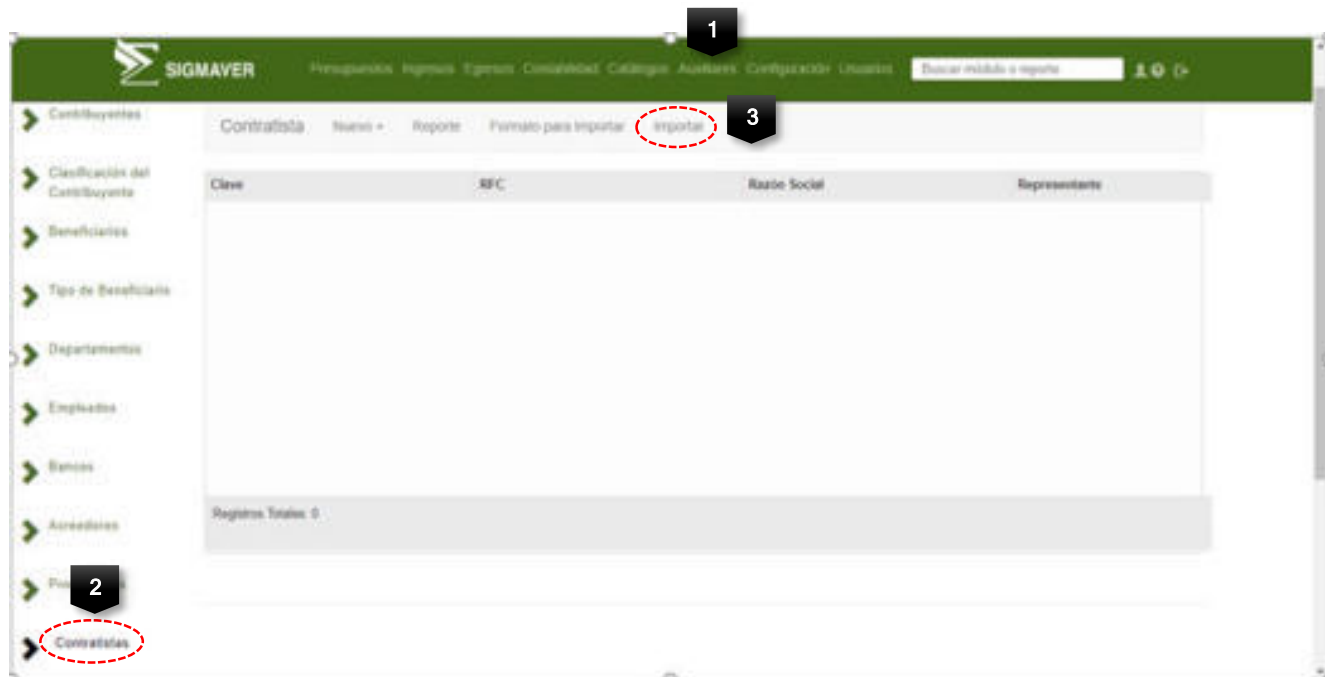 1
SIGMAVER Presupuestos Ingresos Egresos Contabilidad Catálogos Auxiliares Configuración Usuarios Buscar módulo o reporte
3
Contribuyentes
Contratista Nuevo Reporte Formato para Importar Importar
Clasificación del
Contribuyente
Clave RFC Razón Social Representante
Beneficiarios
Tipo de Beneficiario
Departamentos
Empleados
Bancos
Registros Totales: 0
Acreedores
2
Contratistas